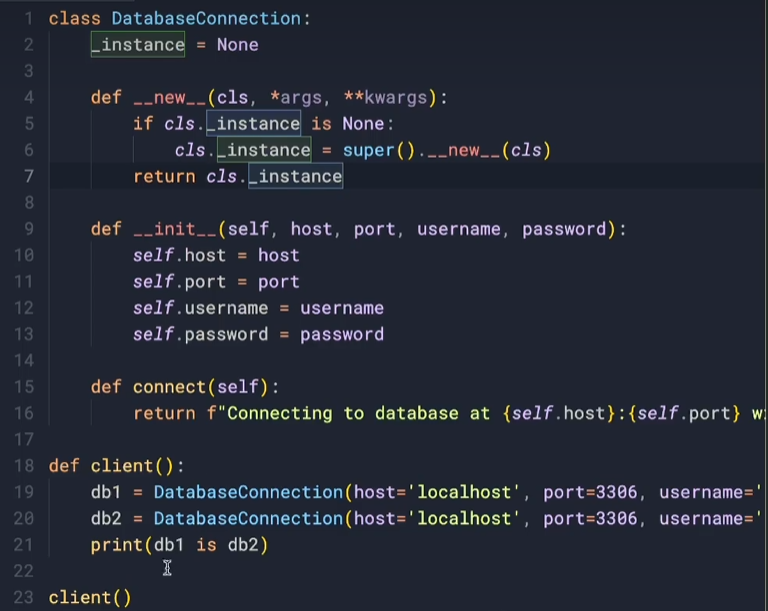 1 class DatabaseConnection:
2     _instance = None
3
4     def __new__(cls, *args, **kwargs):
5         if cls._instance is None:
6             cls._instance = super().__new__(cls)
7         return cls._instance
8
9     def __init__(self, host, port, username, password):
10         self.host = host
11         self.port = port
12         self.username = username
13         self.password = password
14
15     def connect(self):
16         return f"Connecting to database at {self.host}:{self.port} w
17
18 def client():
19     db1 = DatabaseConnection(host='localhost', port=3306, username='
20     db2 = DatabaseConnection(host='localhost', port=3306, username='
21     print(db1 is db2)
22
23 client()